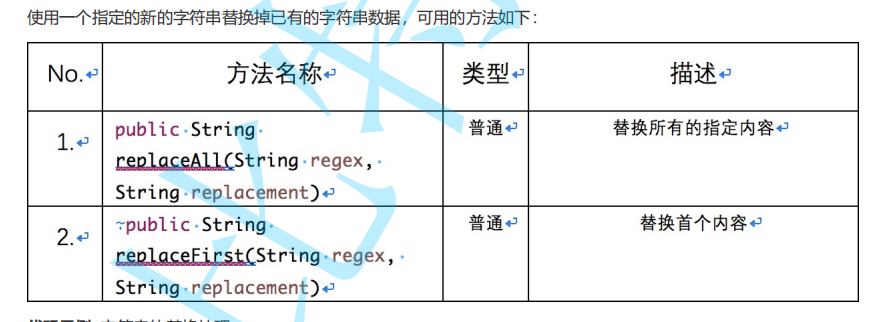 使用一个指定的新的字符串替换掉已有的字符串数据，可用的方法如下：
No. 方法名称 类型 描述
1. public String 普通 替换所有的指定内容
replaceAll(String regex,
String replacement)
2. ~public String 普通 替换首个内容
replaceFirst(String regex,
String replacement)